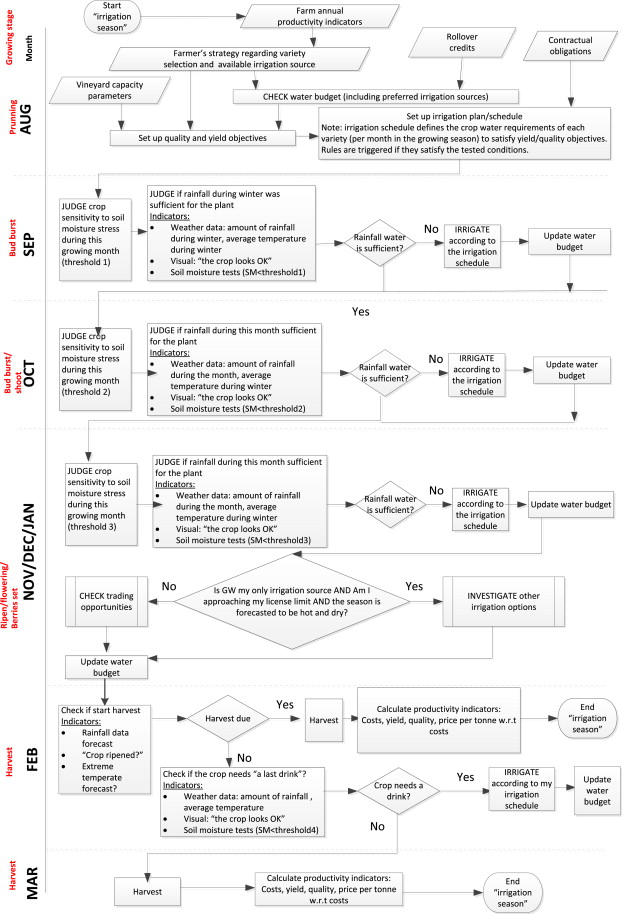 Growing stage
Month
Start
"irrigation
season"
Farm annual
productivity indicators
Farmer's strategy regarding variety
selection and available irrigation source
Rollover
credits
Contractual
obligations
Prunning
AUG
Vineyard capacity
parameters
CHECK water budget (including preferred irrigation sources)
Set up quality and yield objectives
Set up irrigation plan/schedule
Note: irrigation schedule defines the crop water requirements of each
variety (per month in the growing season) to satisfy yield/quality objectives.
Rules are triggered if they satisfy the tested conditions.
Bud burst
SEP
JUDGE crop
sensitivity to soil
moisture stress
during this
growing month
(threshold 1)
JUDGE if rainfall during winter was
sufficient for the plant
Indicators:
• Weather data: amount of rainfall
during winter, average temperature
during winter
• Visual: "the crop looks OK"
• Soil moisture tests (SM<threshold1)
Rainfall water
is sufficient?
No
IRRIGATE
according to
the irrigation
schedule
Update water
budget
Yes
Bud burst/
shoot
OCT
JUDGE crop
sensitivity to soil
moisture stress
during this
growing month
(threshold 2)
JUDGE if rainfall during this month sufficient
for the plant
Indicators:
• Weather data: amount of rainfall
during the month, average
temperature during winter
• Visual: "the crop looks OK"
• Soil moisture tests (SM<threshold2)
Rainfall water
is sufficient?
No
IRRIGATE
according to
the irrigation
schedule
Update water
budget
Ripen/flowering/
Berries set
NOV/DEC/JAN
JUDGE crop
sensitivity to soil
moisture stress
during this
growing month
(threshold 3)
JUDGE if rainfall during this month sufficient
for the plant
Indicators:
• Weather data: amount of rainfall
during the month, average
temperature during winter
• Visual: "the crop looks OK"
• Soil moisture tests (SM<threshold3)
Rainfall water
is sufficient?
No
IRRIGATE
according to the
irrigation
schedule
Update water budget
Is GW my only irrigation source AND Am I
approaching my license limit AND the season is
forecasted to be hot and dry?
No
Yes
CHECK trading
opportunities
INVESTIGATE other
irrigation options
Update water
budget
Harvest
FEB
Check if start harvest
Indicators:
• Rainfall data
forecast
• "Crop ripened?"
• Extreme
temperate
forecast?
Harvest due
Yes
Harvest
Calculate productivity indicators:
Costs, yield, quality, price per tonne w.r.t
costs
End
"irrigation
season"
No
Check if the crop needs "a last drink"?
Indicators:
• Weather data: amount of rainfall ,
average temperature
• Visual: "the crop looks OK"
• Soil moisture tests (SM<threshold4)
Crop needs a
drink?
Yes
IRRIGATE
according to my
irrigation
schedule
Update
water
budget
No
Harvest
MAR
Harvest
Calculate productivity indicators:
Costs, yield, quality, price per tonne
w.r.t costs
End
"irrigation
season"